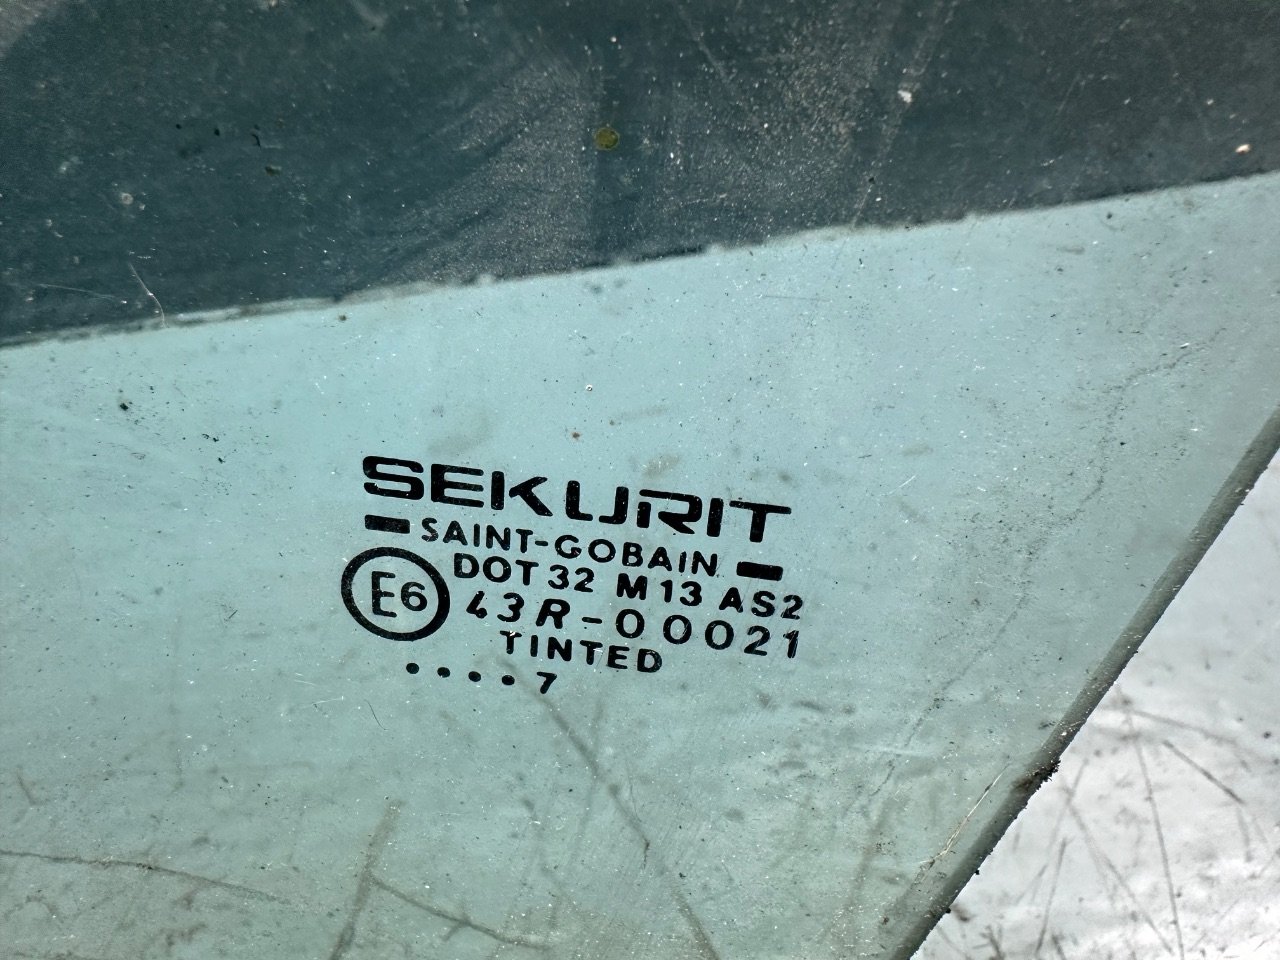 SEKURIT
SAINT-GOBAIN
DOT 32 M13 AS2
E6 43R-00021
TINTED
....7